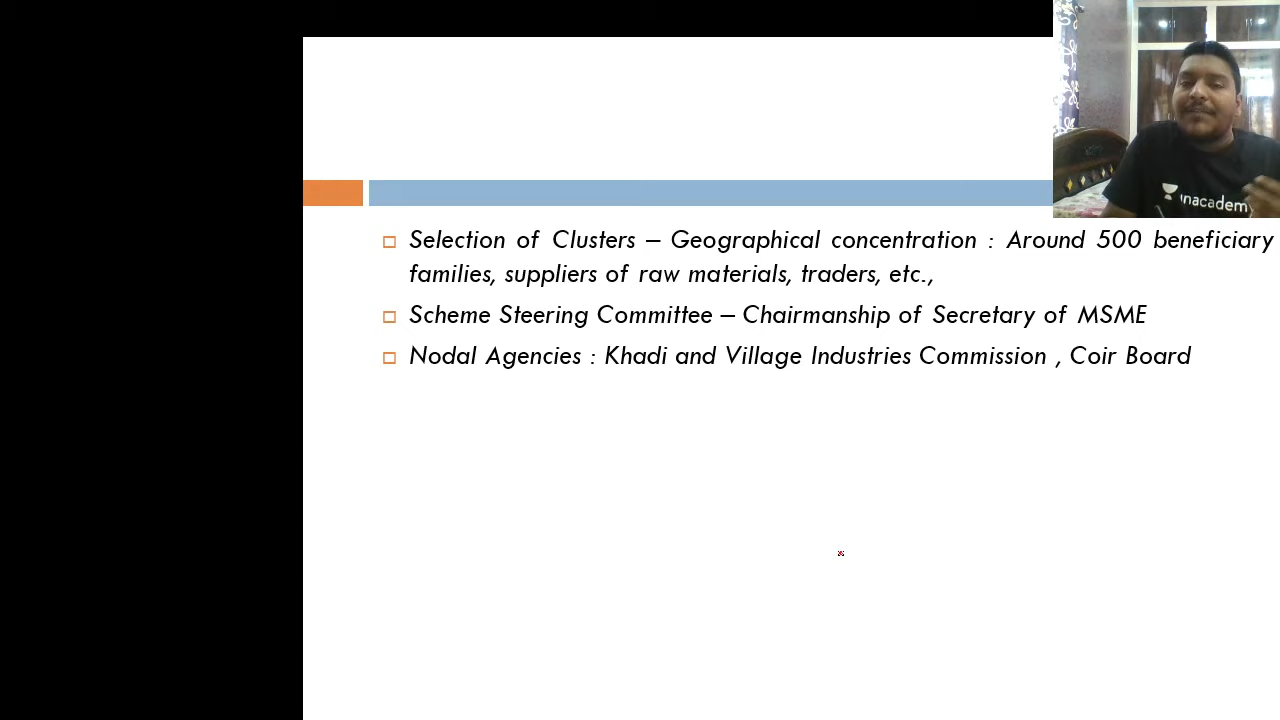 Selection of Clusters – Geographical concentration : Around 500 beneficiary
families, suppliers of raw materials, traders, etc.,
Scheme Steering Committee – Chairmanship of Secretary of MSME
Nodal Agencies : Khadi and Village Industries Commission , Coir Board
unacademy